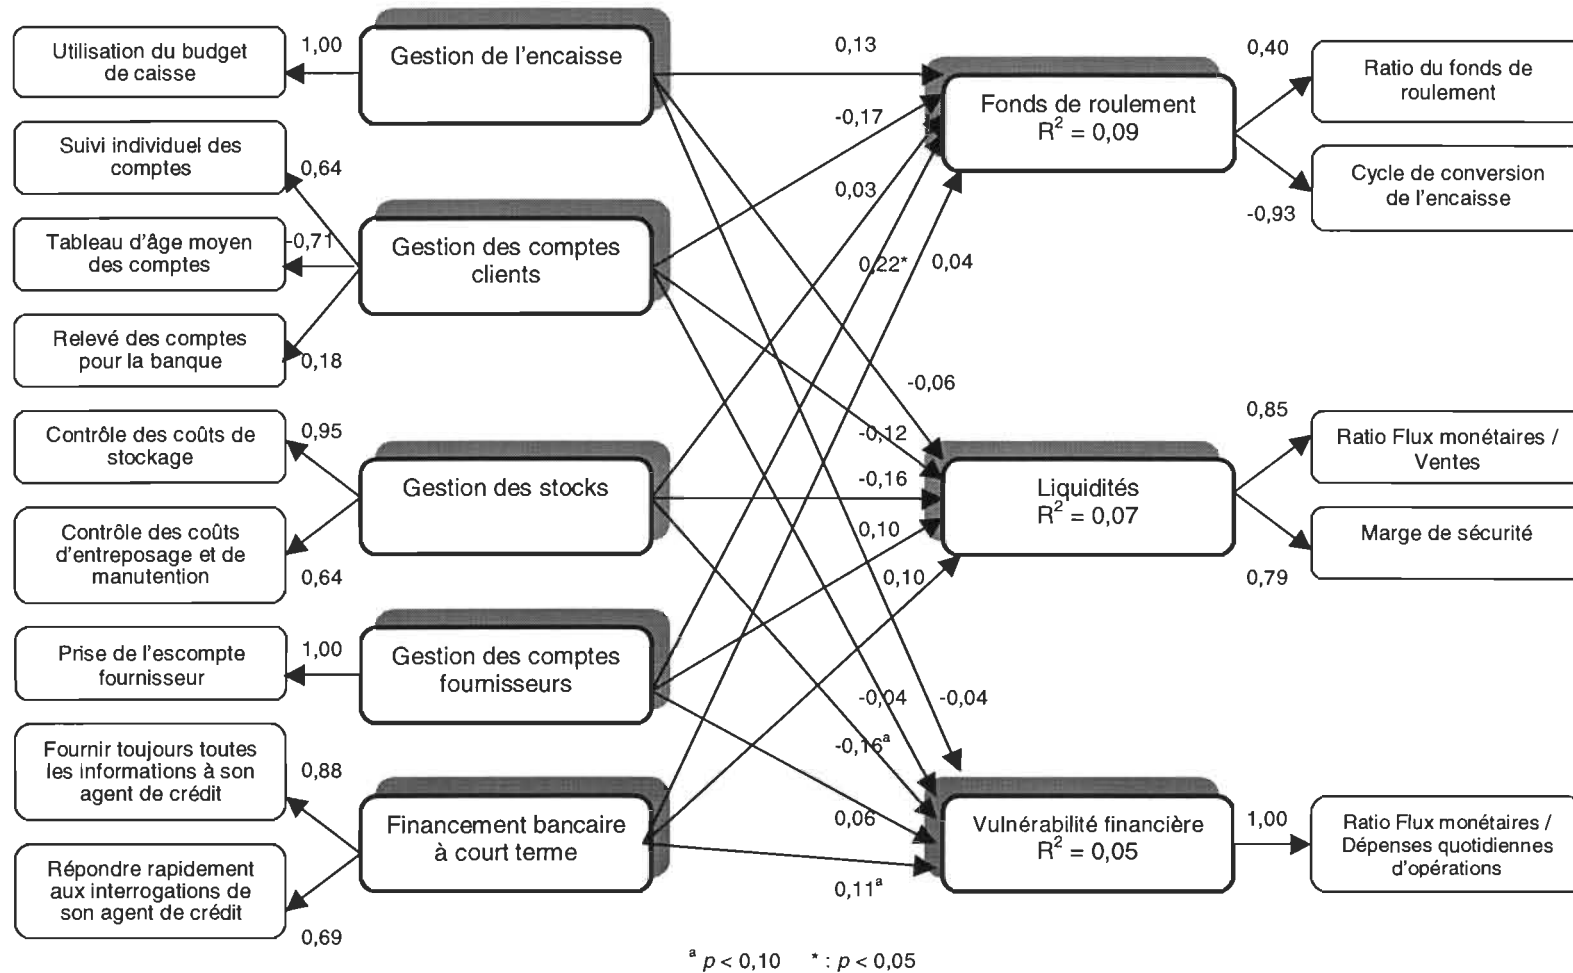 Utilisation du budget
de caisse
1,00
Suivi individuel des
comptes
0,64
Tableau d'âge moyen
des comptes
-0,71
Relevé des comptes
pour la banque
0,18
Contrôle des coûts de
stockage
0,95
Contrôle des coûts
d'entreposage et de
manutention
0,64
Prise de l'escompte
fournisseur
1,00
Fournir toujours toutes
les informations à son
agent de crédit
0,88
Répondre rapidement
aux interrogations de
son agent de crédit
0,69
Gestion de l'encaisse
Gestion des comptes
clients
Gestion des stocks
Gestion des comptes
fournisseurs
Financement bancaire
à court terme
0,13
-0,17
0,03
0,22*
0,04
-0,06
-0,12
-0,16
0,10
0,10
-0,04
-0,04
-0,16ᵃ
0,06
0,11ᵃ
Fonds de roulement
R² = 0,09
Liquidités
R² = 0,07
Vulnérabilité financière
R² = 0,05
0,40
Ratio du fonds de
roulement
Cycle de conversion
de l'encaisse
-0,93
0,85
Ratio Flux monétaires /
Ventes
Marge de sécurité
0,79
1,00
Ratio Flux monétaires /
Dépenses quotidiennes
d'opérations
ᵃ p < 0,10 * : p < 0,05